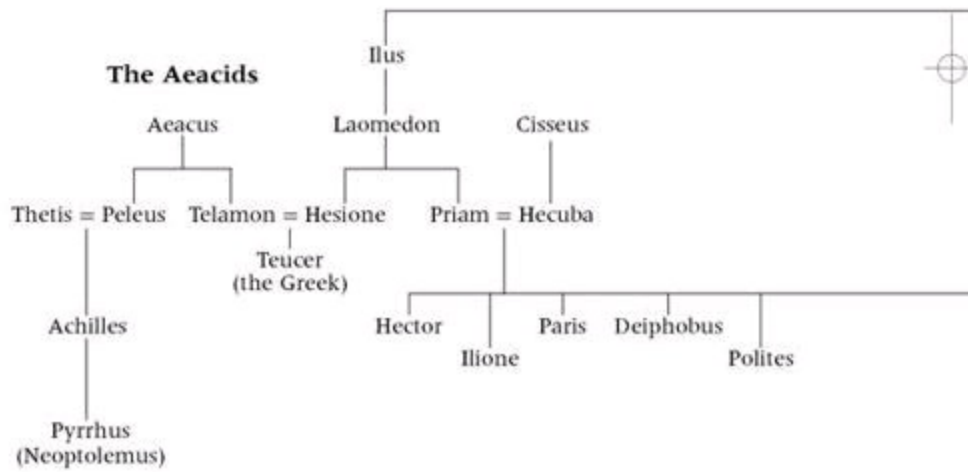 Ilus
The Aeacids
Aeacus Laomedon Cisseus
Thetis = Peleus Telamon = Hesione Priam = Hecuba
Teucer
(the Greek)
Achilles Hector Paris Deiphobus
Ilione Polites
Pyrrhus
(Neoptolemus)